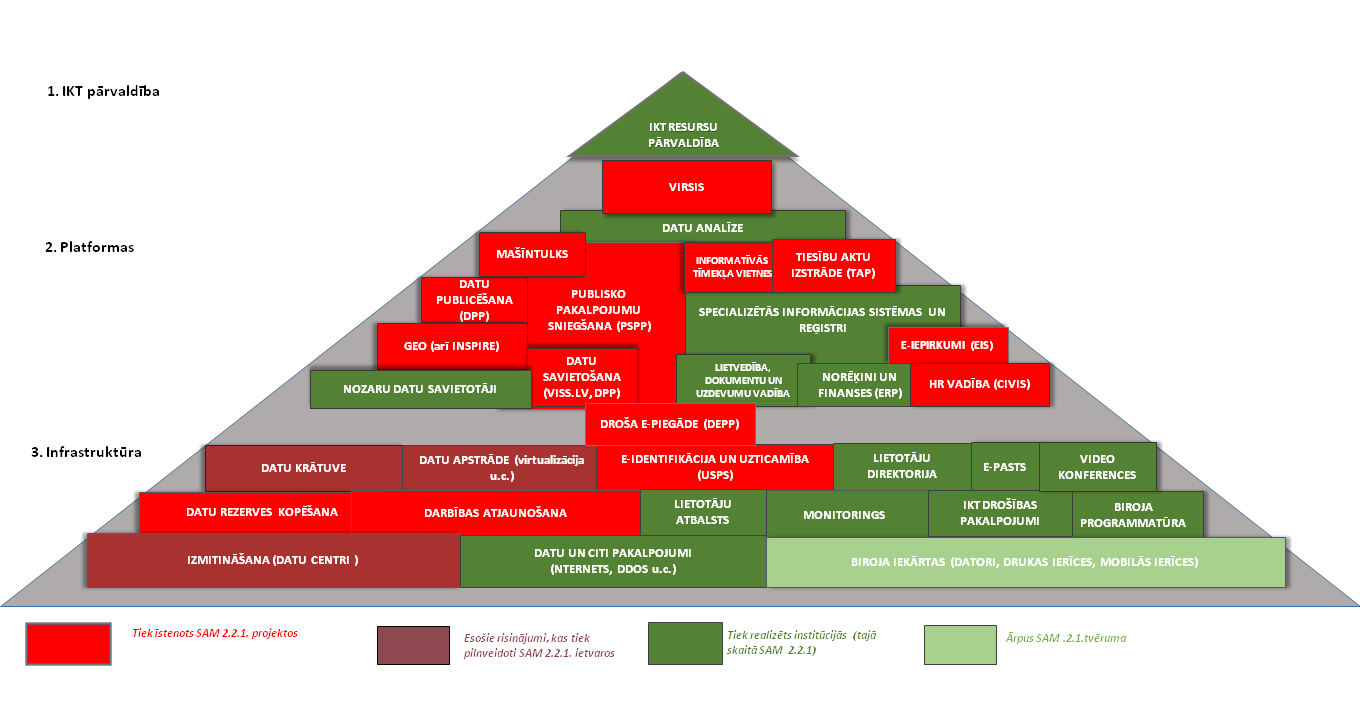 1. IKT pārvaldība
IKT RESURSU
PĀRVALDĪBA
VIRSIS
2. Platformas
DATU ANALĪZE
MAŠĪNTULKS
INFORMATĪVĀS
TĪMEKĻA VIETNES
TIESĪBU AKTU
IZSTRĀDE (TAP)
DATU
PUBLICĒŠANA
(DPP)
PUBLISKO
PAKALPOJUMU
SNIEGŠANA (PSPP)
SPECIALIZĒTĀS INFORMĀCIJAS SISTĒMAS UN
REĢISTRI
GEO (arī INSPIRE)
E-IEPIRKUMI (EIS)
DATU
SAVIETOŠANA
(VISS.LV, DPP)
LIETVEDĪBA,
DOKUMENTU UN
UZDEVUMU VADĪBA
NORĒĶINI UN
FINANSES (ERP)
HR VADĪBA (CIVIS)
NOZARU DATU SAVIETOTĀJI
DROŠA E-PIEGĀDE (DEPP)
3. Infrastruktūra
DATU KRĀTUVE
DATU APSTRĀDE (virtualizācija
u.c.)
E-IDENTIFIKĀCIJA UN UZTICAMĪBA
(USPS)
LIETOTĀJU
DIREKTORIJA
E-PASTS
VIDEO
KONFERENCES
DATU REZERVES KOPĒŠANA
DARBĪBAS ATJAUNOŠANA
LIETOTĀJU
ATBALSTS
MONITORINGS
IKT DROŠĪBAS
PAKALPOJUMI
BIROJA
PROGRAMMATŪRA
IZMITINĀŠANA (DATU CENTRI )
DATU UN CITI PAKALPOJUMI
(NTERNETS, DDOS u.c.)
BIROJA IEKĀRTAS (DATORI, DRUKAS IERĪCES, MOBILĀS IERĪCES)
Tiek īstenots SAM 2.2.1. projektos
Esošie risinājumi, kas tiek
pilnveidoti SAM 2.2.1. ietvaros
Tiek realizēts institūcijās (tajā
skaitā SAM 2.2.1)
Ārpus SAM .2.1.tvēruma